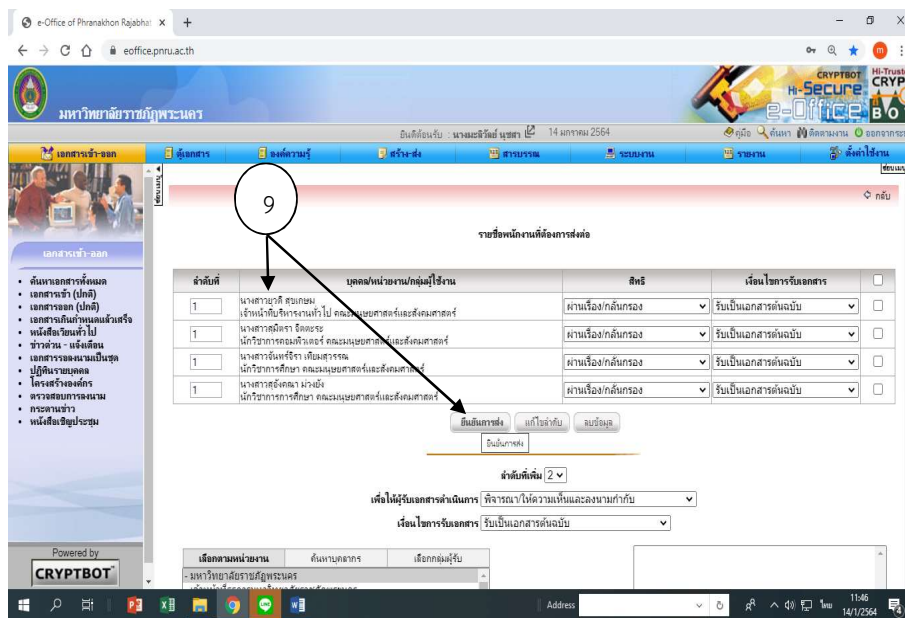 e-Office of Phranakhon Rajabhat
eoffice.pnru.ac.th
มหาวิทยาลัยราชภัฏพระนคร
CRYPTBOT
Hi-Secure
e-Office
Hi-Trust
CRYP
BO
ยินดีต้อนรับ : นางมะลิวัลย์ นุชสา 14 มกราคม 2564
คู่มือ ค้นหา ติดตามงาน ออกจากระ
เอกสารเข้า-ออก ตู้เอกสาร องค์ความรู้ สร้าง-ส่ง สารบรรณ ระบบงาน รายงาน ตั้งค่าใช้งาน
ซ่อนเมนู
ซ่อนเมน
9
กลับ
รายชื่อพนักงานที่ต้องการส่งต่อ
เอกสารเข้า-ออก
ค้นหาเอกสารทั้งหมด
เอกสารเข้า (ปกติ)
เอกสารออก (ปกติ)
เอกสารเกินกำหนดแล้วเสร็จ
หนังสือเวียนทั่วไป
ข่าวด่วน - แจ้งเตือน
เอกสารรอลงนามเป็นชุด
ปฏิทินรายบุคคล
โครงสร้างองค์กร
ตรวจสอบการลงนาม
กระดานข่าว
หนังสือเชิญประชุม
ลำดับที่ บุคคล/หน่วยงาน/กลุ่มผู้ใช้งาน สิทธิ เงื่อนไขการรับเอกสาร
1 นางสาวยุวดี สุขเกษม ผ่านเรื่อง/กลั่นกรอง รับเป็นเอกสารต้นฉบับ
เจ้าหน้าที่บริหารงานทั่วไป คณะมนุษยศาสตร์และสังคมศาสตร์
1 นางสาวสุมิตรา จิตตะระ ผ่านเรื่อง/กลั่นกรอง รับเป็นเอกสารต้นฉบับ
นักวิชาการคอมพิวเตอร์ คณะมนุษยศาสตร์และสังคมศาสตร์
1 นางสาวจันทร์จิรา เทียมสุวรรณ ผ่านเรื่อง/กลั่นกรอง รับเป็นเอกสารต้นฉบับ
นักวิชาการศึกษา คณะมนุษยศาสตร์และสังคมศาสตร์
1 นางสาวสุอังคณา ม่วงยัง ผ่านเรื่อง/กลั่นกรอง รับเป็นเอกสารต้นฉบับ
นักวิชาการการศึกษา คณะมนุษยศาสตร์และสังคมศาสตร์
ยืนยันการส่ง แก้ไขลำดับ ลบข้อมูล
ยืนยันการส่ง
ลำดับที่เพิ่ม 2
เพื่อให้ผู้รับเอกสารดำเนินการ พิจารณา/ให้ความเห็นและลงนามกำกับ
เงื่อนไขการรับเอกสาร รับเป็นเอกสารต้นฉบับ
เลือกตามหน่วยงาน ค้นหาบุคลากร เลือกกลุ่มผู้รับ
- มหาวิทยาลัยราชภัฏพระนคร
Powered by
CRYPTBOT
Address
ไทย
11:46
14/1/2564
4